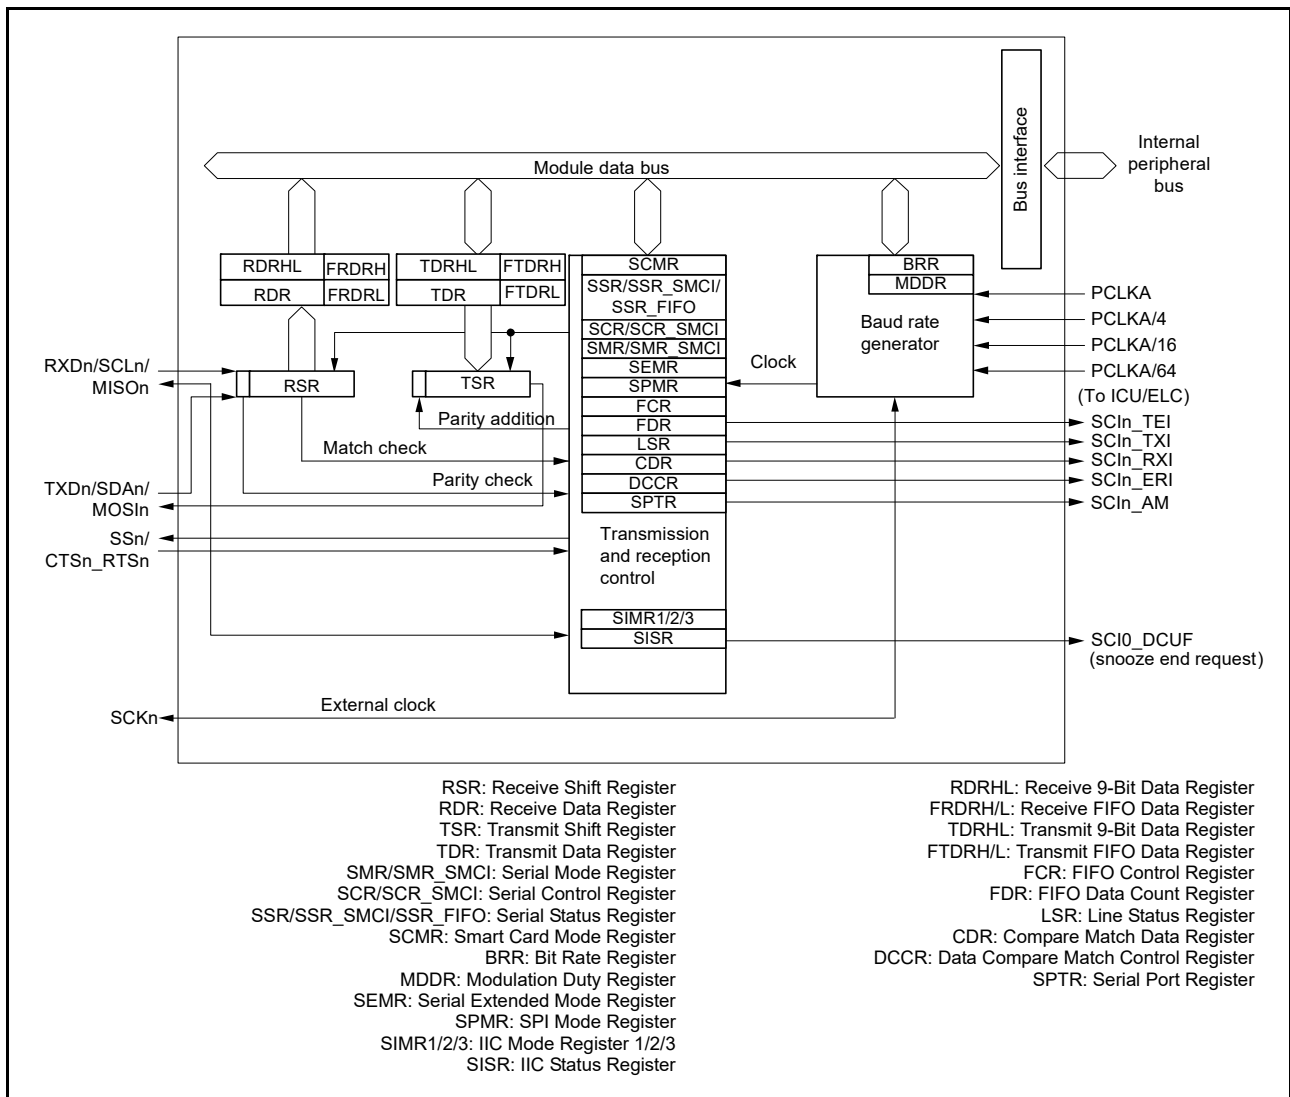 Bus interface
Internal
peripheral
bus
Module data bus
RDRHL
FRDRH
RDR
FRDRL
TDRHL
FTDRH
TDR
FTDRL
SCMR
SSR/SSR_SMCI/
SSR_FIFO
SCR/SCR_SMCI
SMR/SMR_SMCI
SEMR
SPMR
FCR
FDR
LSR
CDR
DCCR
SPTR
Transmission
and reception
control
SIMR1/2/3
SISR
BRR
MDDR
Baud rate
generator
Clock
PCLKA
PCLKA/4
PCLKA/16
PCLKA/64
(To ICU/ELC)
SCIn_TEI
SCIn_TXI
SCIn_RXI
SCIn_ERI
SCIn_AM
SCI0_DCUF
(snooze end request)
RXDn/SCLn/
MISOn
RSR
TSR
Parity addition
Match check
Parity check
TXDn/SDAn/
MOSIn
SSn/
CTSn_RTSn
SCKn
External clock
RSR: Receive Shift Register
RDR: Receive Data Register
TSR: Transmit Shift Register
TDR: Transmit Data Register
SMR/SMR_SMCI: Serial Mode Register
SCR/SCR_SMCI: Serial Control Register
SSR/SSR_SMCI/SSR_FIFO: Serial Status Register
SCMR: Smart Card Mode Register
BRR: Bit Rate Register
MDDR: Modulation Duty Register
SEMR: Serial Extended Mode Register
SPMR: SPI Mode Register
SIMR1/2/3: IIC Mode Register 1/2/3
SISR: IIC Status Register
RDRHL: Receive 9-Bit Data Register
FRDRH/L: Receive FIFO Data Register
TDRHL: Transmit 9-Bit Data Register
FTDRH/L: Transmit FIFO Data Register
FCR: FIFO Control Register
FDR: FIFO Data Count Register
LSR: Line Status Register
CDR: Compare Match Data Register
DCCR: Data Compare Match Control Register
SPTR: Serial Port Register